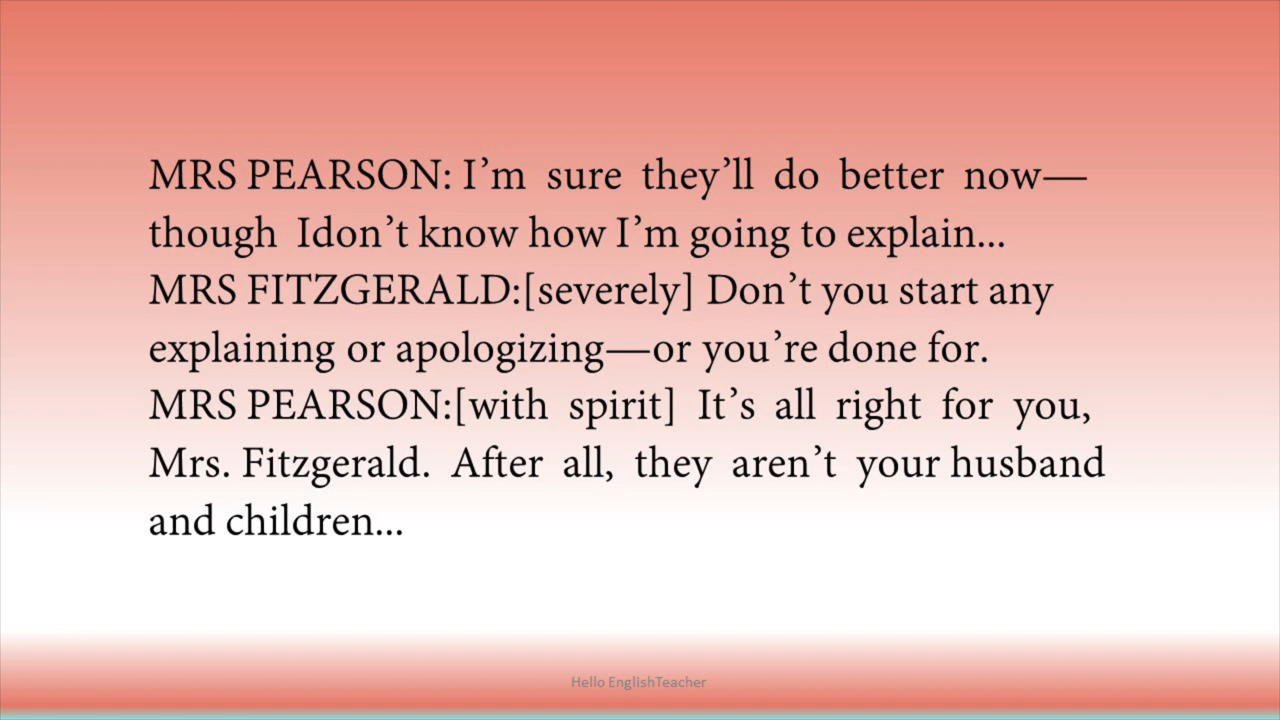 MRS PEARSON: I’m sure they’ll do better now—
though Idon’t know how I’m going to explain...
MRS FITZGERALD:[severely] Don’t you start any
explaining or apologizing—or you’re done for.
MRS PEARSON:[with spirit] It’s all right for you,
Mrs. Fitzgerald. After all, they aren’t your husband
and children...
Hello EnglishTeacher